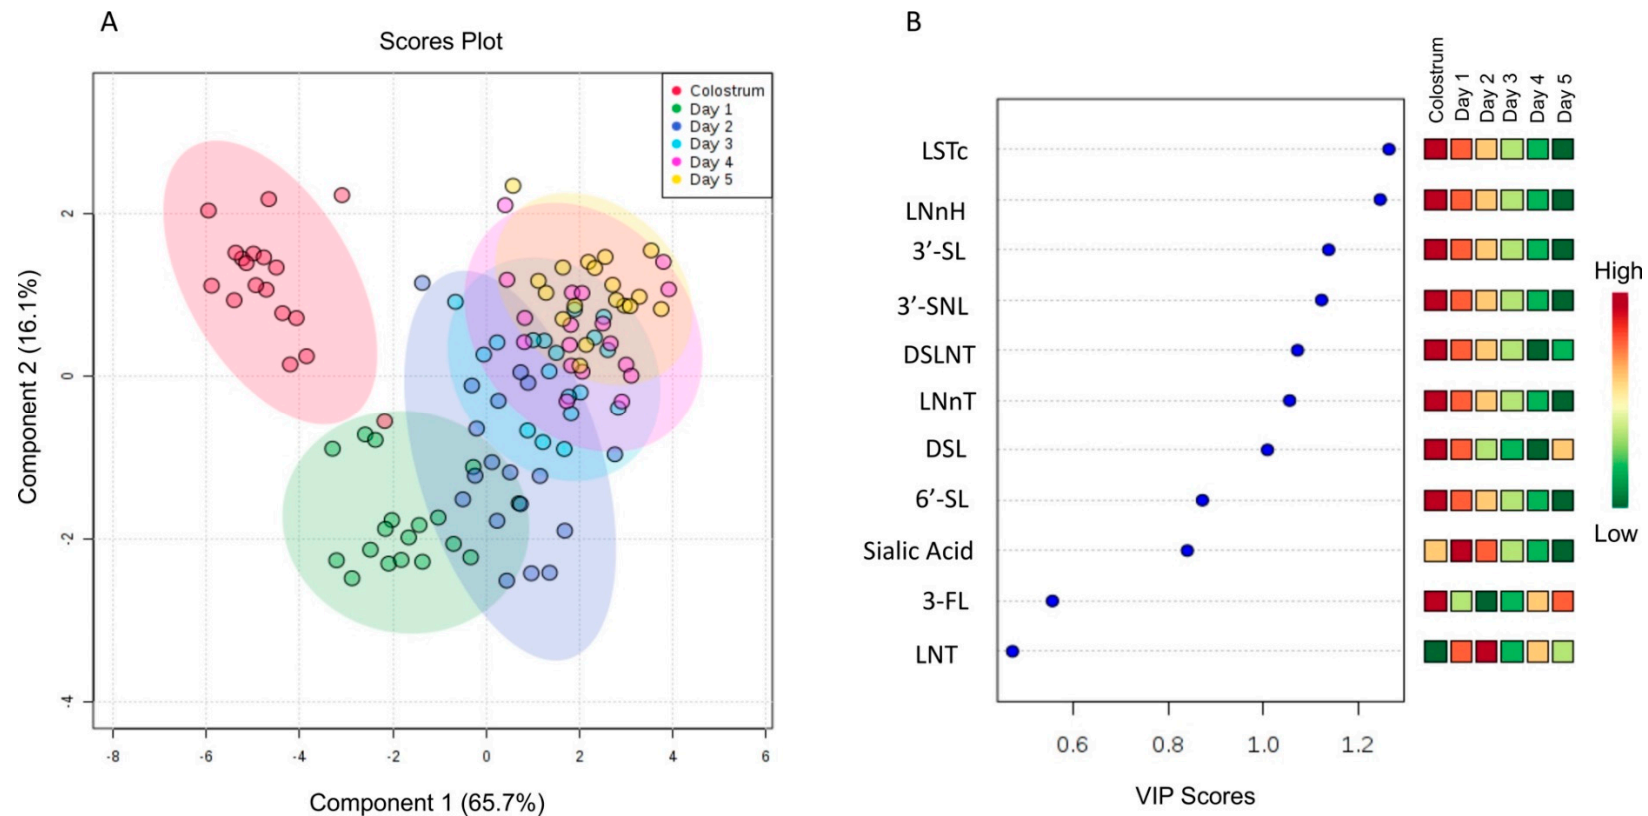 A
Scores Plot
Colostrum
Day 1
Day 2
Day 3
Day 4
Day 5
Component 2 (16.1%)
2
0
-2
-4
-8 -6 -4 -2 0 2 4 6
Component 1 (65.7%)
B
Colostrum
Day 1
Day 2
Day 3
Day 4
Day 5
LSTc
LNnH
3’-SL
3’-SNL
DSLNT
LNnT
DSL
6’-SL
Sialic Acid
3-FL
LNT
0.6 0.8 1.0 1.2
VIP Scores
High
Low